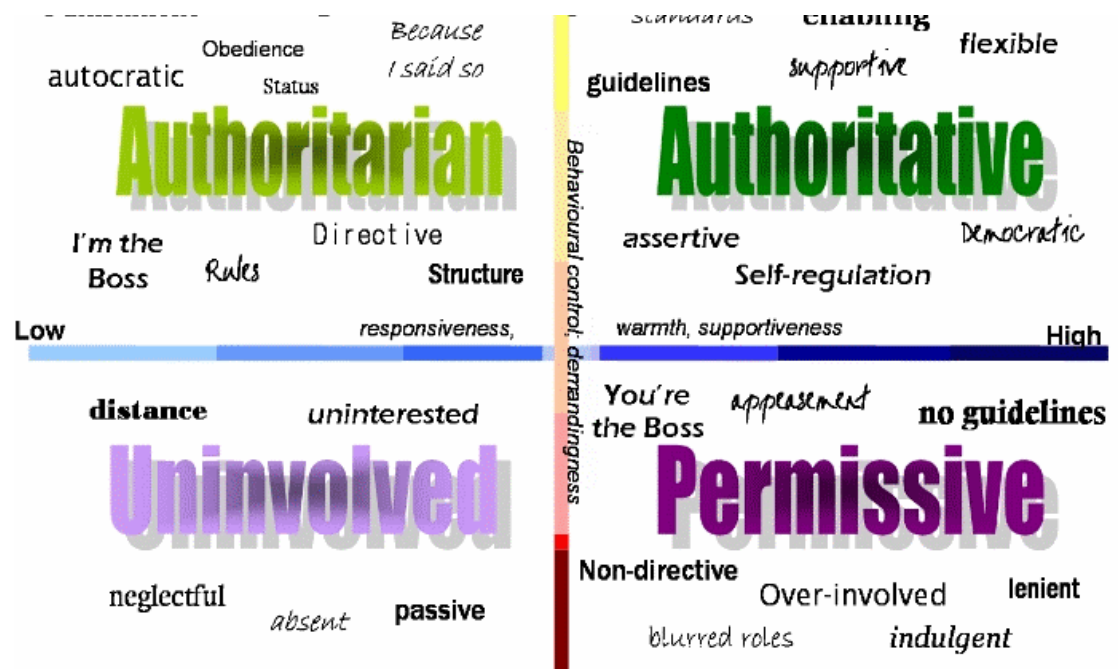 standards
enabling
Because
Obedience
flexible
I said so
supportive
autocratic
Status
guidelines
Authoritarian
Authoritative
Behavioural control; demandingness
I'm the
Boss
Rules
Directive
Structure
assertive
Democratic
Self-regulation
Low
responsiveness,
warmth, supportiveness
High
distance
uninterested
You're
the Boss
appeasement
no guidelines
Uninvolved
Permissive
neglectful
absent
passive
Non-directive
Over-involved
lenient
blurred roles
indulgent